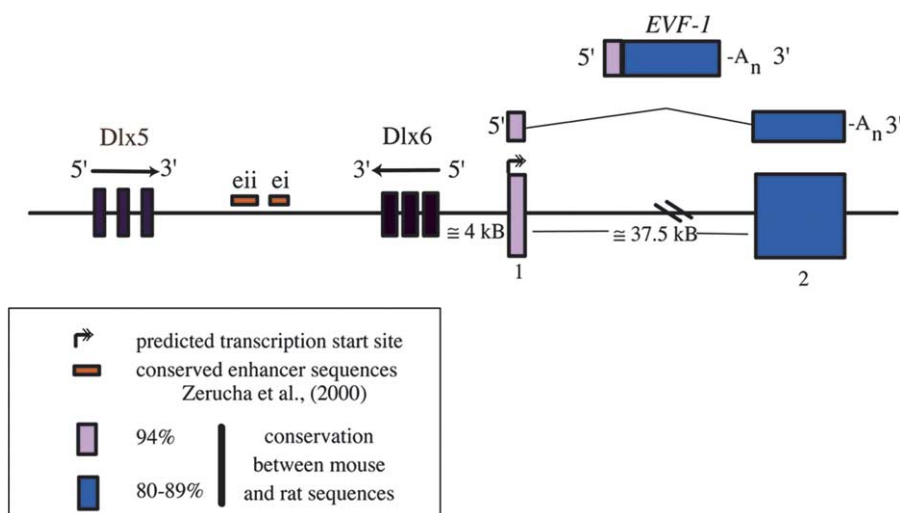 EVF-1
5' -An 3'
5' -An 3'
Dlx5 Dlx6
5' 3' eii ei 3' 5'
≅ 4 kB ≅ 37.5 kB
1 2
predicted transcription start site
conserved enhancer sequences
Zerucha et al., (2000)
94% conservation
between mouse
80-89% and rat sequences